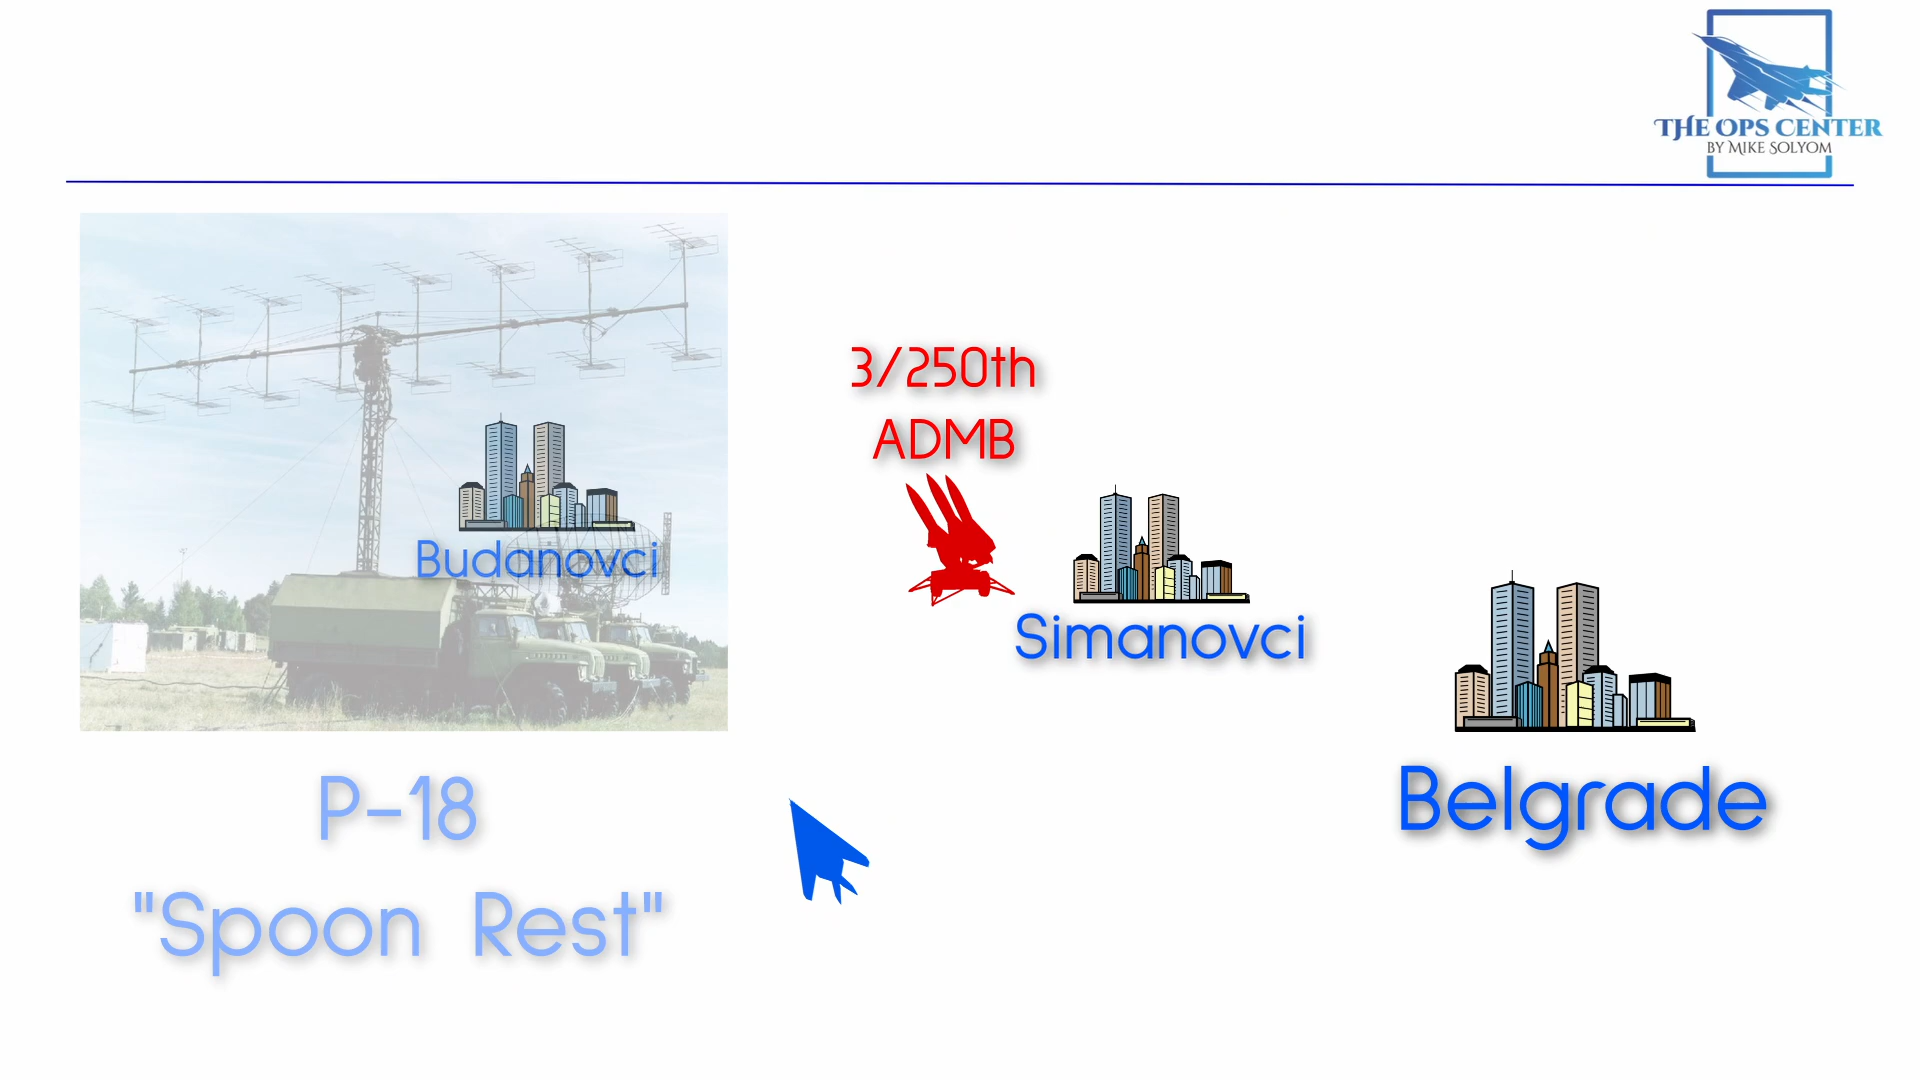 THE OPS CENTER
BY MIKE SOLYOM
3/250th
ADMB
Budanovci
Simanovci
Belgrade
P-18
"Spoon Rest"